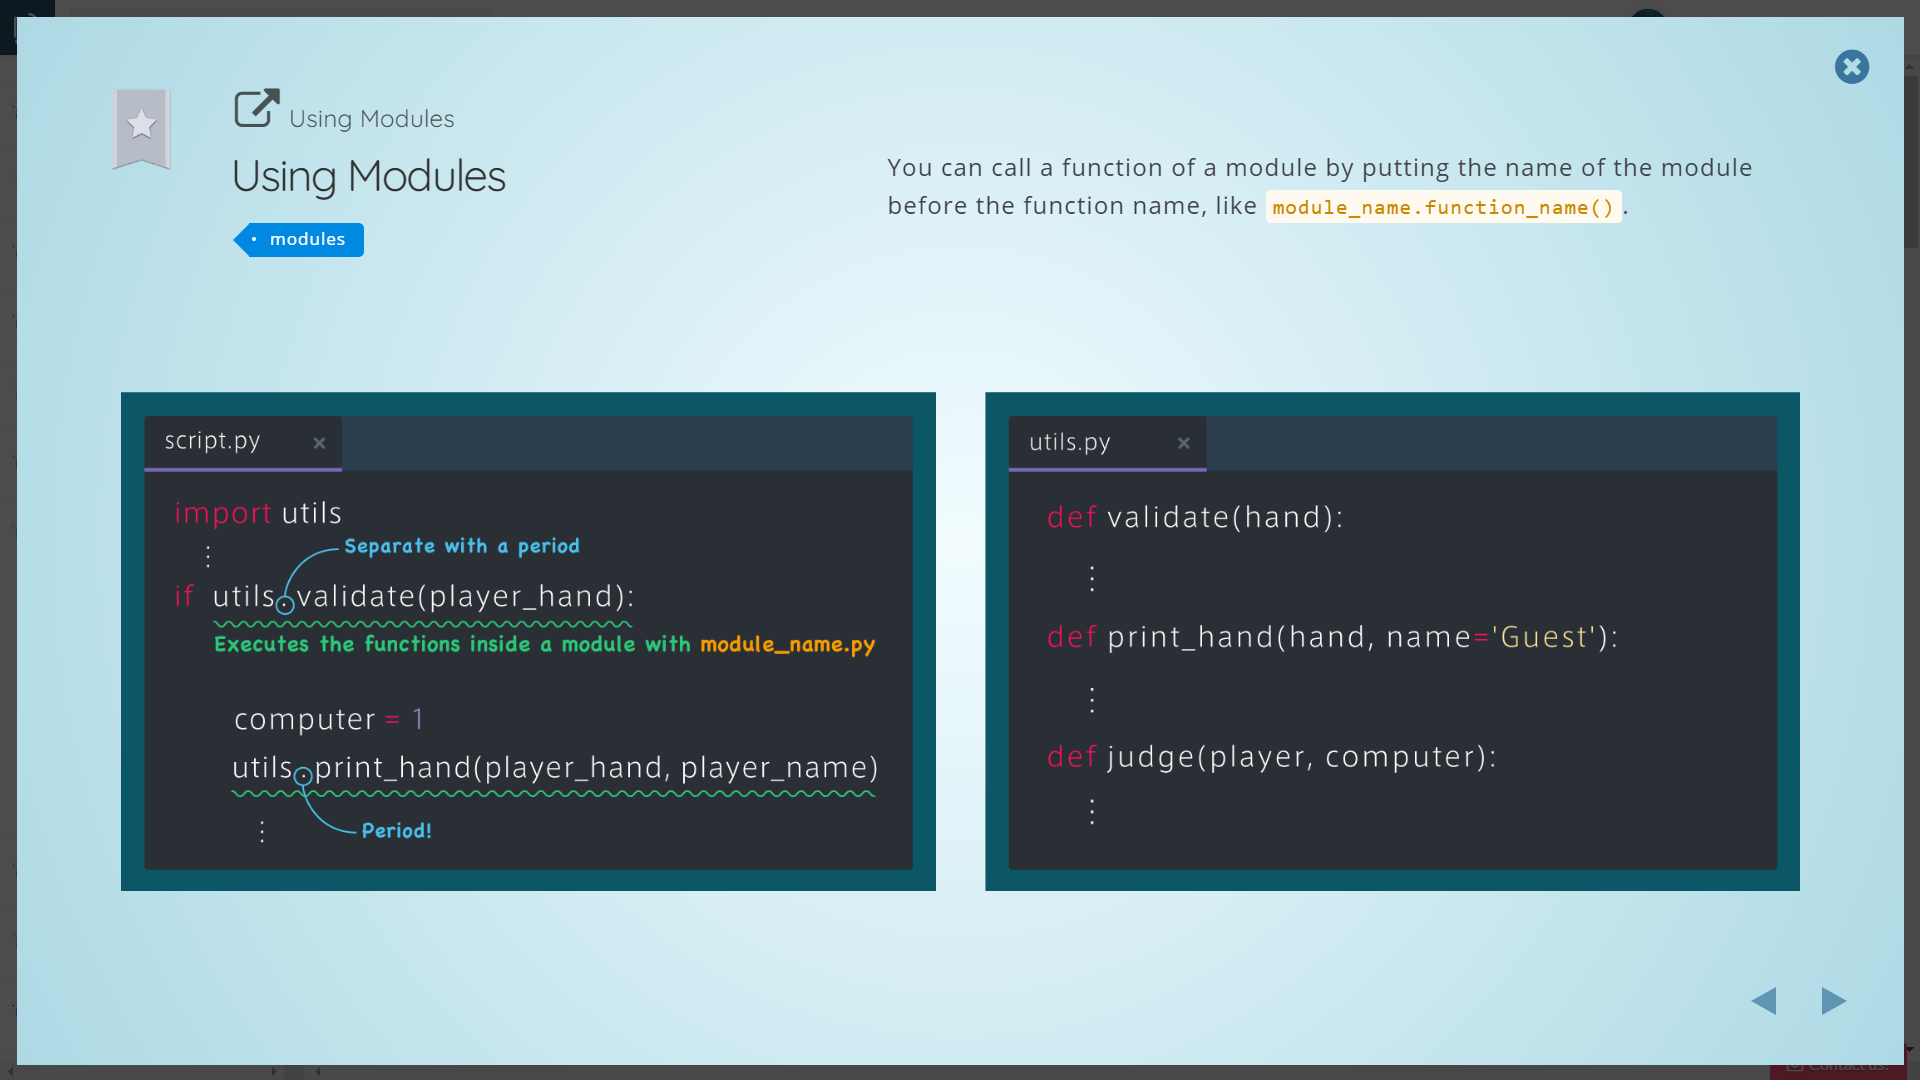 Using Modules
Using Modules
• modules
You can call a function of a module by putting the name of the module
before the function name, like module_name.function_name().
script.py ×
import utils
⋮
Separate with a period
if utils.validate(player_hand):
Executes the functions inside a module with module_name.py
computer = 1
utils.print_hand(player_hand, player_name)
⋮
Period!
utils.py ×
def validate(hand):
⋮
def print_hand(hand, name='Guest'):
⋮
def judge(player, computer):
⋮
Contact us!